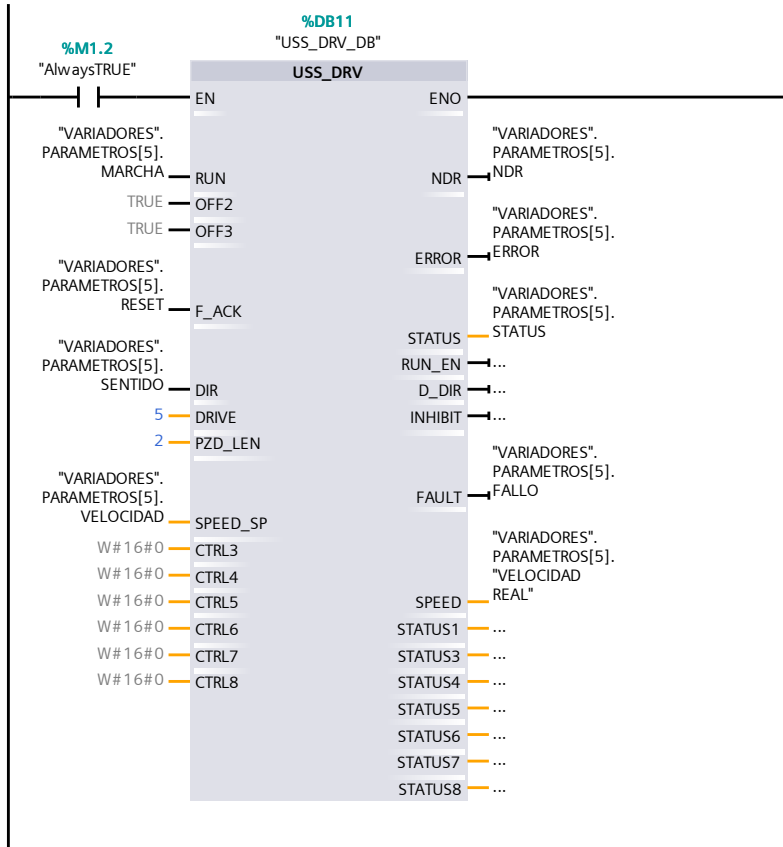 %DB11
"USS_DRV_DB"
%M1.2
"AlwaysTRUE"
USS_DRV
EN
ENO
"VARIADORES".
PARAMETROS[5].
MARCHA
RUN
"VARIADORES".
PARAMETROS[5].
NDR
NDR
TRUE
OFF2
TRUE
OFF3
"VARIADORES".
PARAMETROS[5].
ERROR
ERROR
"VARIADORES".
PARAMETROS[5].
RESET
F_ACK
"VARIADORES".
PARAMETROS[5].
STATUS
STATUS
RUN_EN
...
"VARIADORES".
PARAMETROS[5].
SENTIDO
DIR
D_DIR
...
5
DRIVE
INHIBIT
...
2
PZD_LEN
"VARIADORES".
PARAMETROS[5].
FALLO
FAULT
"VARIADORES".
PARAMETROS[5].
VELOCIDAD
SPEED_SP
W#16#0
CTRL3
W#16#0
CTRL4
W#16#0
CTRL5
"VARIADORES".
PARAMETROS[5].
"VELOCIDAD
REAL"
SPEED
W#16#0
CTRL6
STATUS1
...
W#16#0
CTRL7
STATUS3
...
W#16#0
CTRL8
STATUS4
...
STATUS5
...
STATUS6
...
STATUS7
...
STATUS8
...